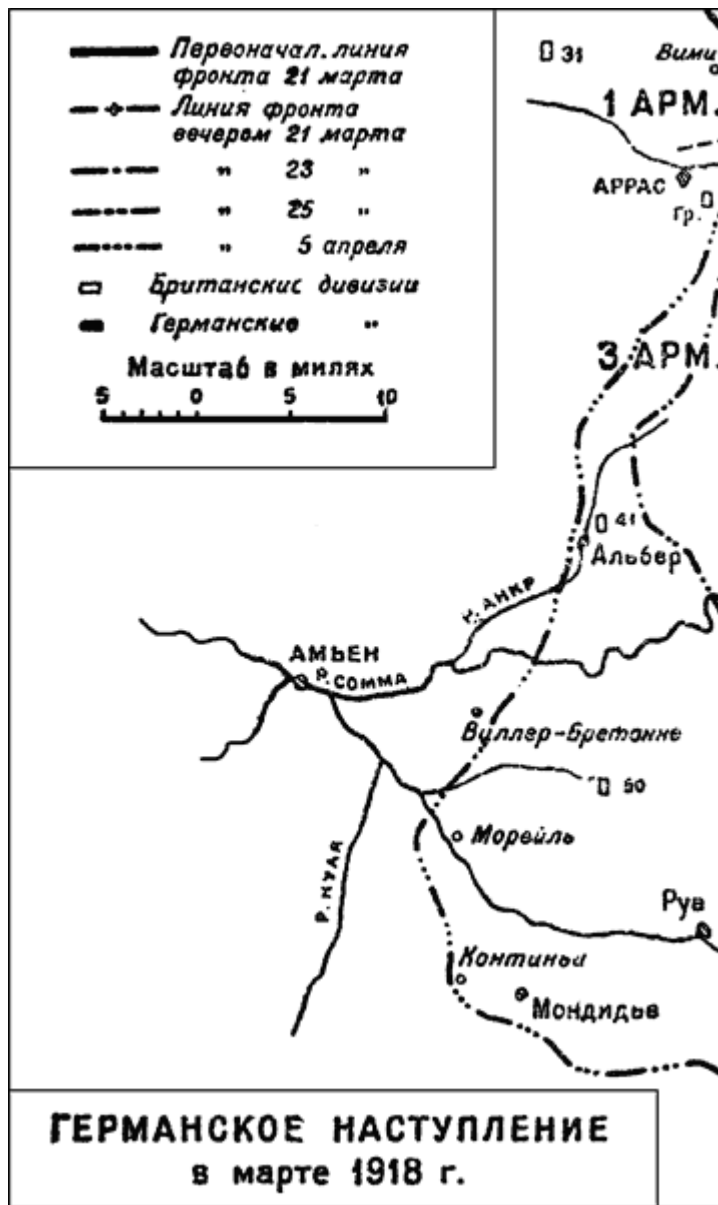 Первоначал. линия
фронта 21 марта
Линия фронта
вечером 21 марта
" 23 "
" 25 "
" 5 апреля
Британские дивизии
Германские "
Масштаб в милях
5 0 5 10
31
Вими
1 АРМ.
АРРАС
Гр.
3 АРМ.
41
Альбер
Р. АНКР
АМЬЕН
Р. СОММА
Виллер-Бретонне
50
Морейль
Руа
Континьи
Мондидье
ГЕРМАНСКОЕ НАСТУПЛЕНИЕ
в марте 1918 г.